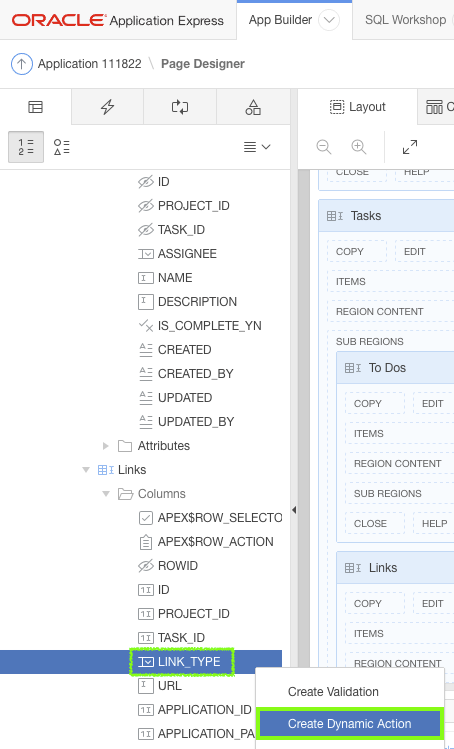 ORACLE Application Express
App Builder
SQL Workshop
Application 111822 \ Page Designer
Layout
ID
PROJECT_ID
TASK_ID
ASSIGNEE
NAME
DESCRIPTION
IS_COMPLETE_YN
CREATED
CREATED_BY
UPDATED
UPDATED_BY
Attributes
Links
Columns
APEX$ROW_SELECTO
APEX$ROW_ACTION
ROWID
ID
PROJECT_ID
TASK_ID
LINK_TYPE
URL
APPLICATION_ID
APPLICATION_PA
CLOSE HELP
Tasks
COPY EDIT
ITEMS
REGION CONTENT
SUB REGIONS
To Dos
COPY EDIT
ITEMS
REGION CONTENT
SUB REGIONS
CLOSE HELP
Links
COPY EDIT
ITEMS
REGION CONTENT
Create Validation
Create Dynamic Action